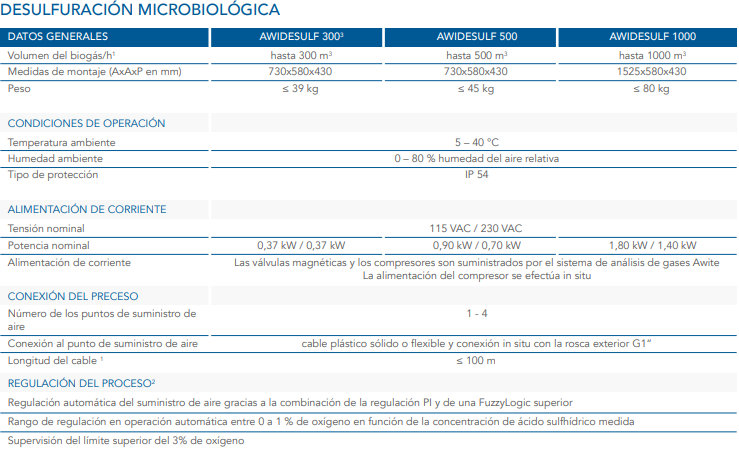 DESULFURACIÓN MICROBIOLÓGICA
DATOS GENERALES AWIDESULF 300³ AWIDESULF 500 AWIDESULF 1000
Volumen del biogás/h¹ hasta 300 m³ hasta 500 m³ hasta 1000 m³
Medidas de montaje (AxAxP en mm) 730x580x430 730x580x430 1525x580x430
Peso ≤ 39 kg ≤ 45 kg ≤ 80 kg
CONDICIONES DE OPERACIÓN
Temperatura ambiente 5 – 40 °C
Humedad ambiente 0 – 80 % humedad del aire relativa
Tipo de protección IP 54
ALIMENTACIÓN DE CORRIENTE
Tensión nominal 115 VAC / 230 VAC
Potencia nominal 0,37 kW / 0,37 kW 0,90 kW / 0,70 kW 1,80 kW / 1,40 kW
Alimentación de corriente Las válvulas magnéticas y los compresores son suministrados por el sistema de análisis de gases Awite
La alimentación del compresor se efectúa in situ
CONEXIÓN DEL PRECESO
Número de los puntos de suministro de 1 - 4
aire
Conexión al punto de suministro de aire cable plástico sólido o flexible y conexión in situ con la rosca exterior G1“
Longitud del cable ¹ ≤ 100 m
REGULACIÓN DEL PROCESO²
Regulación automática del suministro de aire gracias a la combinación de la regulación PI y de una FuzzyLogic superior
Rango de regulación en operación automática entre 0 a 1 % de oxígeno en función de la concentración de ácido sulfhídrico medida
Supervisión del límite superior del 3% de oxígeno